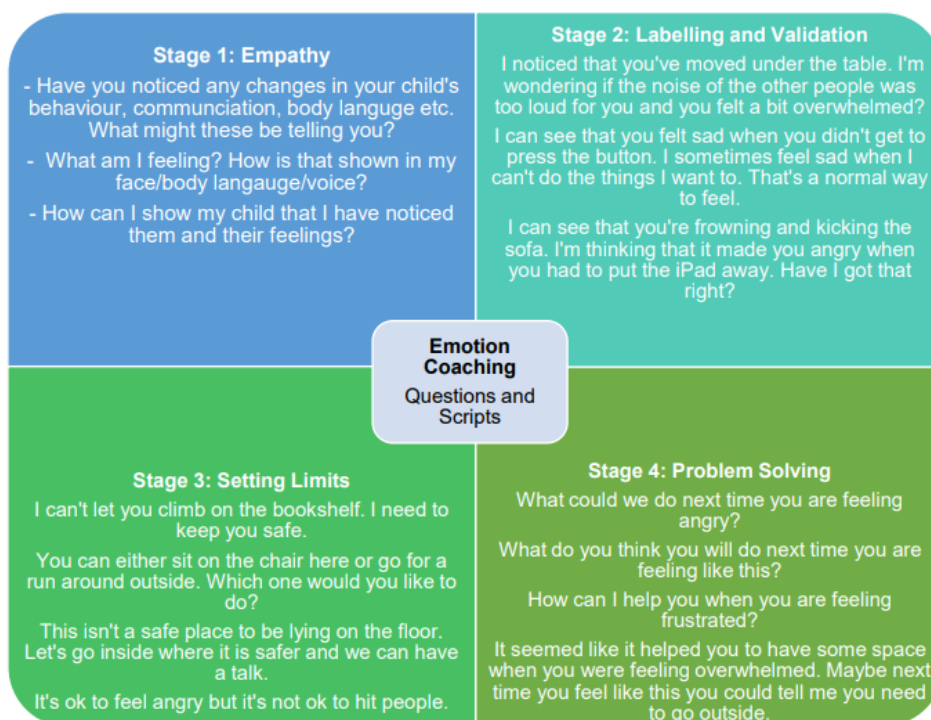 Stage 1: Empathy
- Have you noticed any changes in your child's
behaviour, communciation, body languge etc.
What might these be telling you?
- What am I feeling? How is that shown in my
face/body langauge/voice?
- How can I show my child that I have noticed
them and their feelings?
Stage 2: Labelling and Validation
I noticed that you've moved under the table. I'm
wondering if the noise of the other people was
too loud for you and you felt a bit overwhelmed?
I can see that you felt sad when you didn't get to
press the button. I sometimes feel sad when I
can't do the things I want to. That's a normal way
to feel.
I can see that you're frowning and kicking the
sofa. I'm thinking that it made you angry when
you had to put the iPad away. Have I got that
right?
Emotion
Coaching
Questions and
Scripts
Stage 3: Setting Limits
I can't let you climb on the bookshelf. I need to
keep you safe.
You can either sit on the chair here or go for a
run around outside. Which one would you like to
do?
This isn't a safe place to be lying on the floor.
Let's go inside where it is safer and we can have
a talk.
It's ok to feel angry but it's not ok to hit people.
Stage 4: Problem Solving
What could we do next time you are feeling
angry?
What do you think you will do next time you are
feeling like this?
How can I help you when you are feeling
frustrated?
It seemed like it helped you to have some space
when you were feeling overwhelmed. Maybe next
time you feel like this you could tell me you need
to go outside.